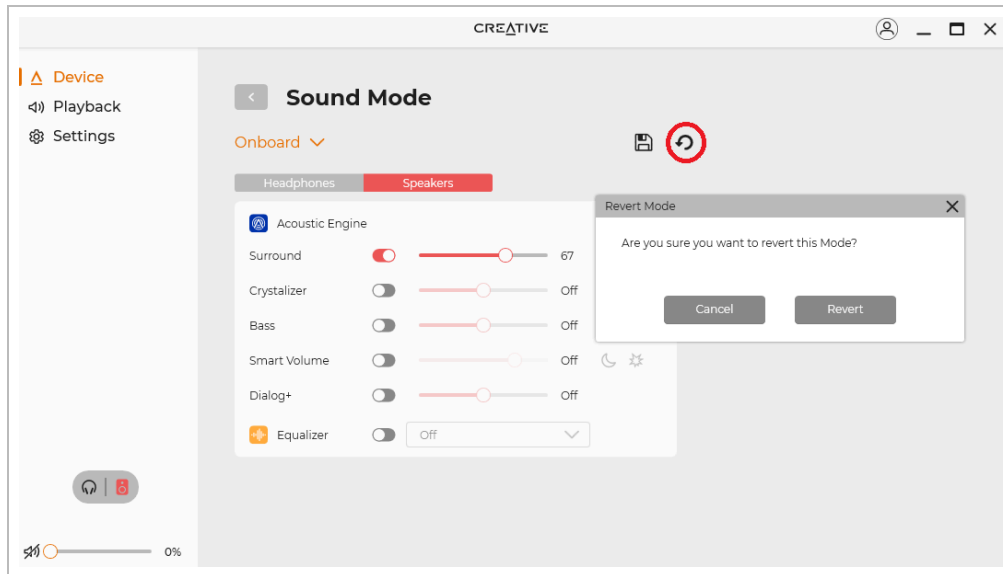 CREATIVE
Device
Playback
Settings
Sound Mode
Onboard
Headphones Speakers
Acoustic Engine
Surround 67
Crystalizer Off
Bass Off
Smart Volume Off
Dialog+ Off
Equalizer Off
Revert Mode
Are you sure you want to revert this Mode?
Cancel Revert
0%